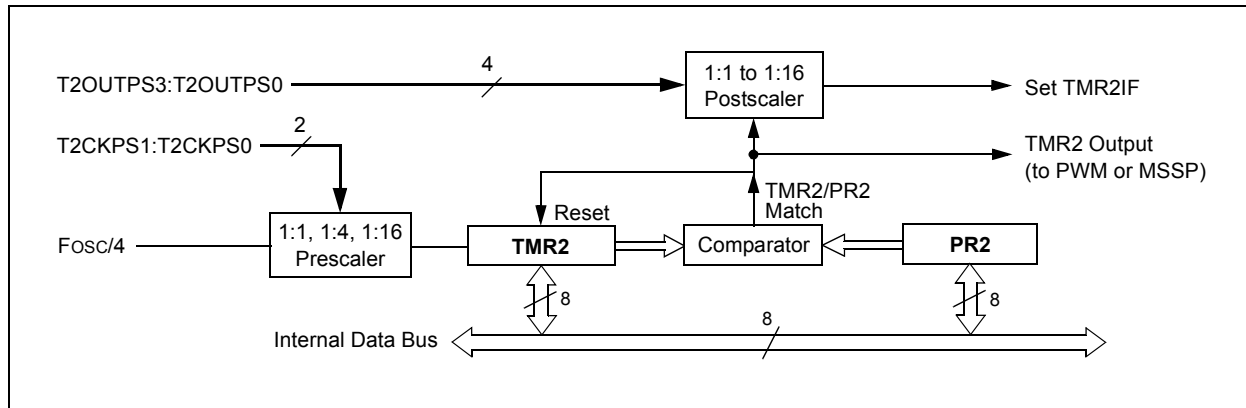 T2OUTPS3:T2OUTPS0
4
1:1 to 1:16
Postscaler
Set TMR2IF
T2CKPS1:T2CKPS0
2
TMR2 Output
(to PWM or MSSP)
TMR2/PR2
Match
Reset
FOSC/4
1:1, 1:4, 1:16
Prescaler
TMR2
Comparator
PR2
8
8
Internal Data Bus
8